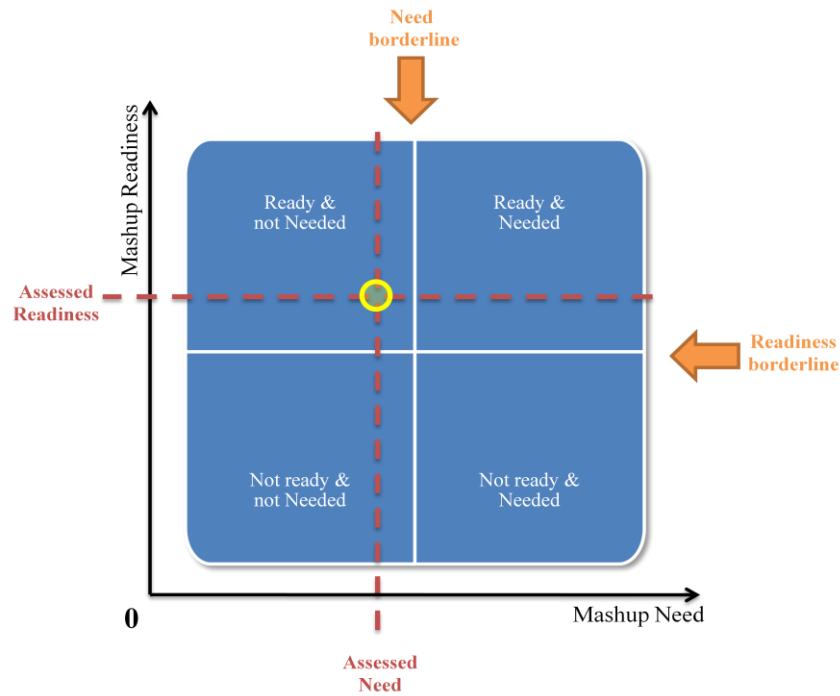 Need
borderline
Mashup Readiness
Ready &
not Needed
Ready &
Needed
Assessed
Readiness
Readiness
borderline
Not ready &
not Needed
Not ready &
Needed
0
Mashup Need
Assessed
Need